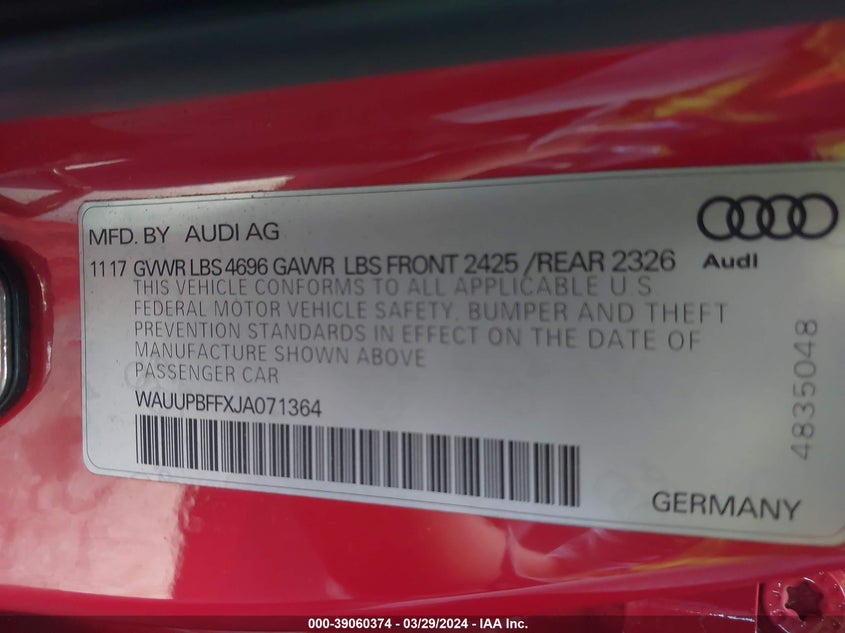 MFD. BY AUDI AG
Audi
11 17 GVWR LBS 4696 GAWR LBS FRONT 2425 /REAR 2326
THIS VEHICLE CONFORMS TO ALL APPLICABLE U S
FEDERAL MOTOR VEHICLE SAFETY. BUMPER AND THEFT
PREVENTION STANDARDS IN EFFECT ON THE DATE OF
MANUFACTURE SHOWN ABOVE
PASSENGER CAR
WAUUPBFFXJA071364
4835048
GERMANY
000-39060374 - 03/29/2024 - IAA Inc.